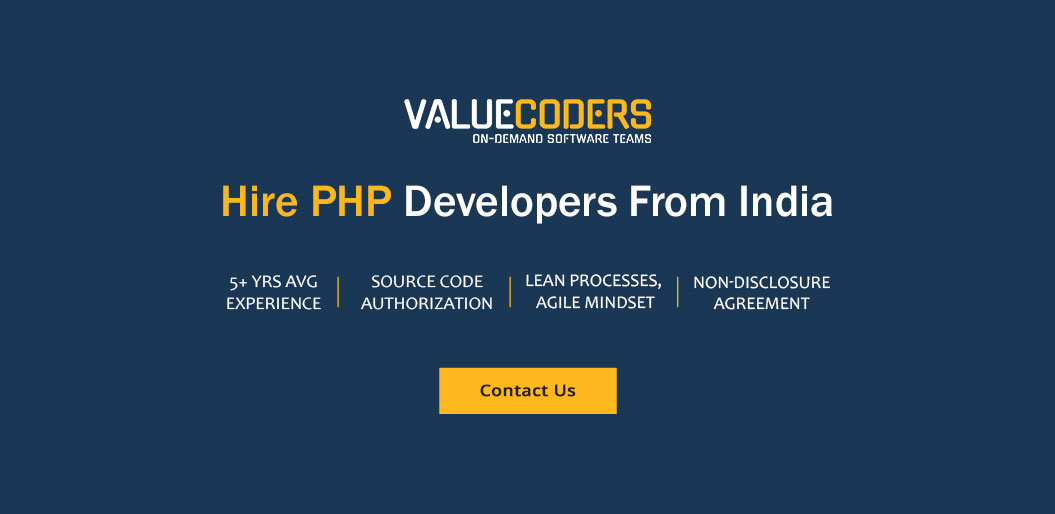 VALUECODERS
ON-DEMAND SOFTWARE TEAMS
Hire PHP Developers From India
5+ YRS AVG
EXPERIENCE
SOURCE CODE
AUTHORIZATION
LEAN PROCESSES,
AGILE MINDSET
NON-DISCLOSURE
AGREEMENT
Contact Us